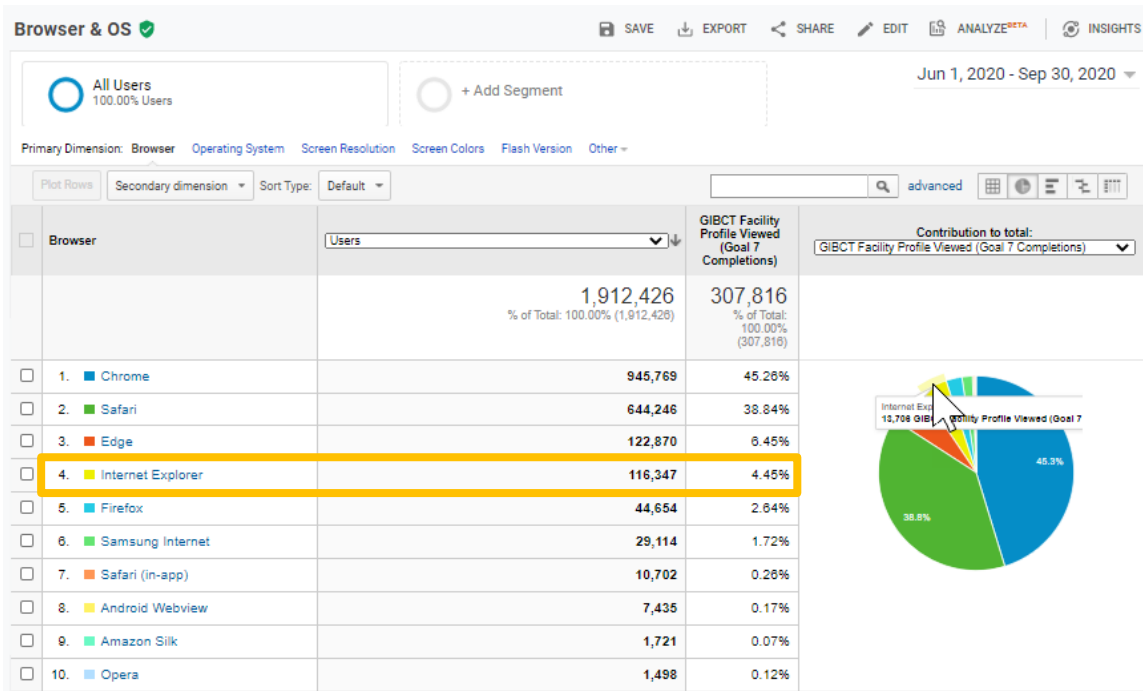 Browser & OS
SAVE EXPORT SHARE EDIT ANALYZE BETA INSIGHTS
All Users
100.00% Users
+ Add Segment
Jun 1, 2020 - Sep 30, 2020
Primary Dimension: Browser Operating System Screen Resolution Screen Colors Flash Version Other
Plot Rows Secondary dimension Sort Type: Default advanced
Browser
Users
GIBCT Facility
Profile Viewed
(Goal 7
Completions)
Contribution to total:
GIBCT Facility Profile Viewed (Goal 7 Completions)
1,912,426
% of Total: 100.00% (1,912,426)
307,816
% of Total:
100.00%
(307,816)
1. Chrome 945,769 45.26%
2. Safari 644,246 38.84%
3. Edge 122,870 6.45%
4. Internet Explorer 116,347 4.45%
5. Firefox 44,654 2.64%
6. Samsung Internet 29,114 1.72%
7. Safari (in-app) 10,702 0.26%
8. Android Webview 7,435 0.17%
9. Amazon Silk 1,721 0.07%
10. Opera 1,498 0.12%
Internet Exp
13,706 GIB Facility Profile Viewed (Goal 7
45.3%
38.8%